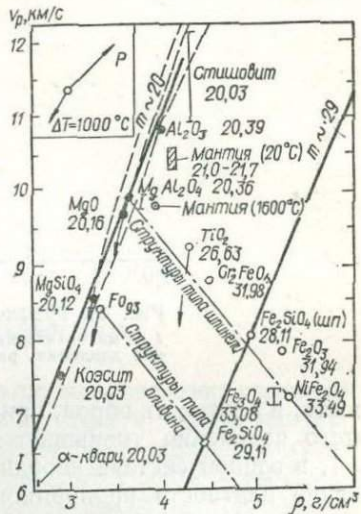 Vp, км/с
12
11
10
9
8
7
I
6
P
ΔT=1000 °C
m ~ 20
m ~ 29
Стишовит
20,03
Al2O3 20,39
Мантия (20°C)
21,0-21,7
MgAl2O4 20,36
Мантия (1600°C)
MgO
20,16
TiO2
26,63
Структуры типа шпинели
31,98
MgSiO4
20,12
Fo93
Fe2SiO4 (шп)
28,11
Fe2O3
31,94
Коэсит
20,03
Структуры типа
оливина
Fe3O4
33,08
NiFe2O4
33,49
Fe2SiO4
29,11
α-кварц, 20,03
3
4
5
ρ, г/см³